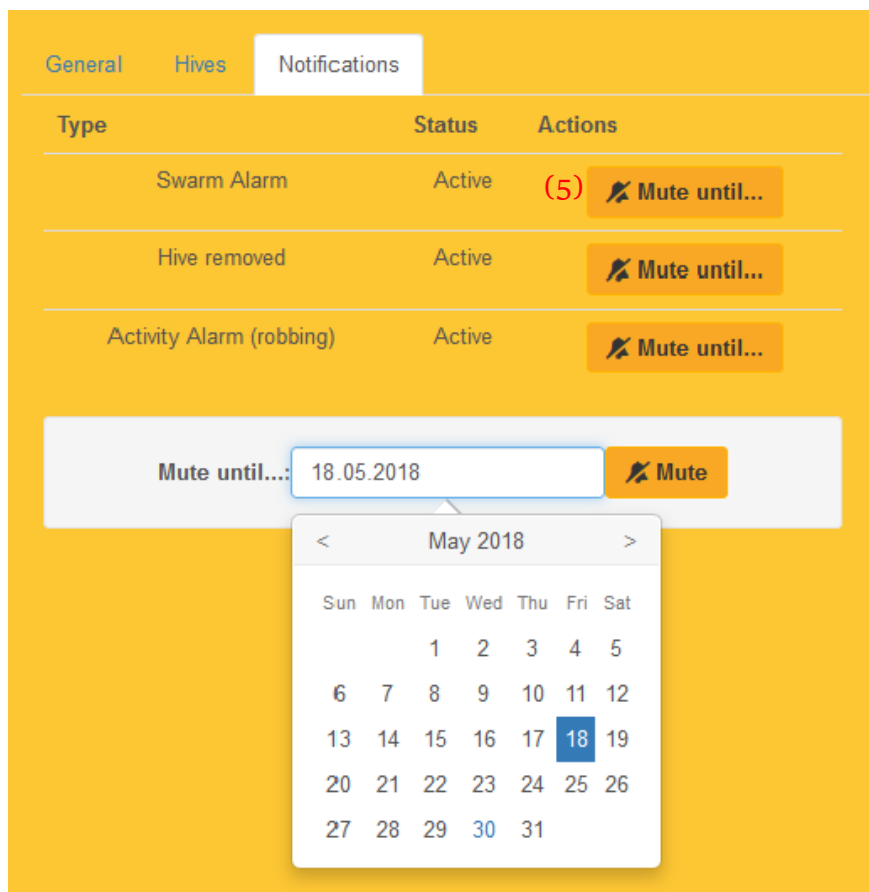 General Hives Notifications
Type Status Actions
Swarm Alarm Active (5) Mute until...
Hive removed Active Mute until...
Activity Alarm (robbing) Active Mute until...
Mute until...: 18.05.2018 Mute
< May 2018 >
Sun Mon Tue Wed Thu Fri Sat
1 2 3 4 5
6 7 8 9 10 11 12
13 14 15 16 17 18 19
20 21 22 23 24 25 26
27 28 29 30 31